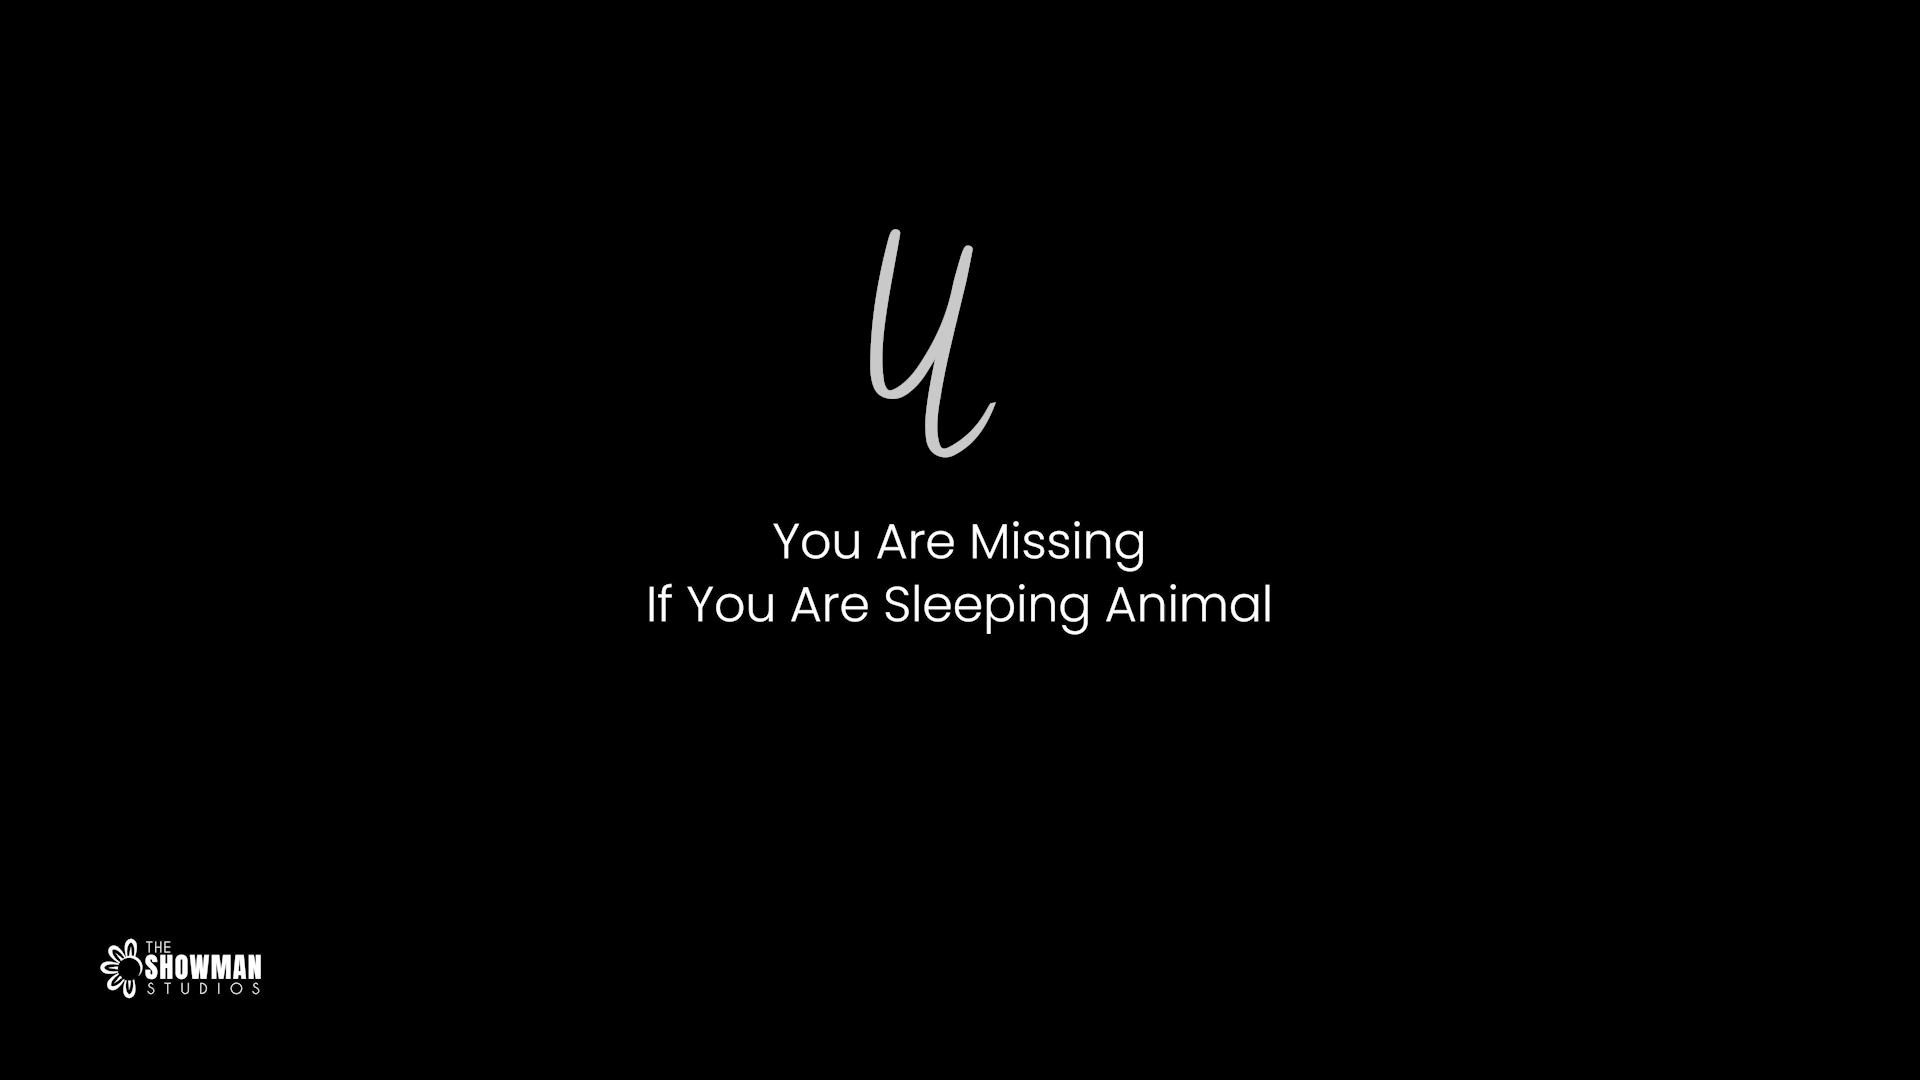 U
You Are Missing
If You Are Sleeping Animal
THE
SHOWMAN
STUDIOS